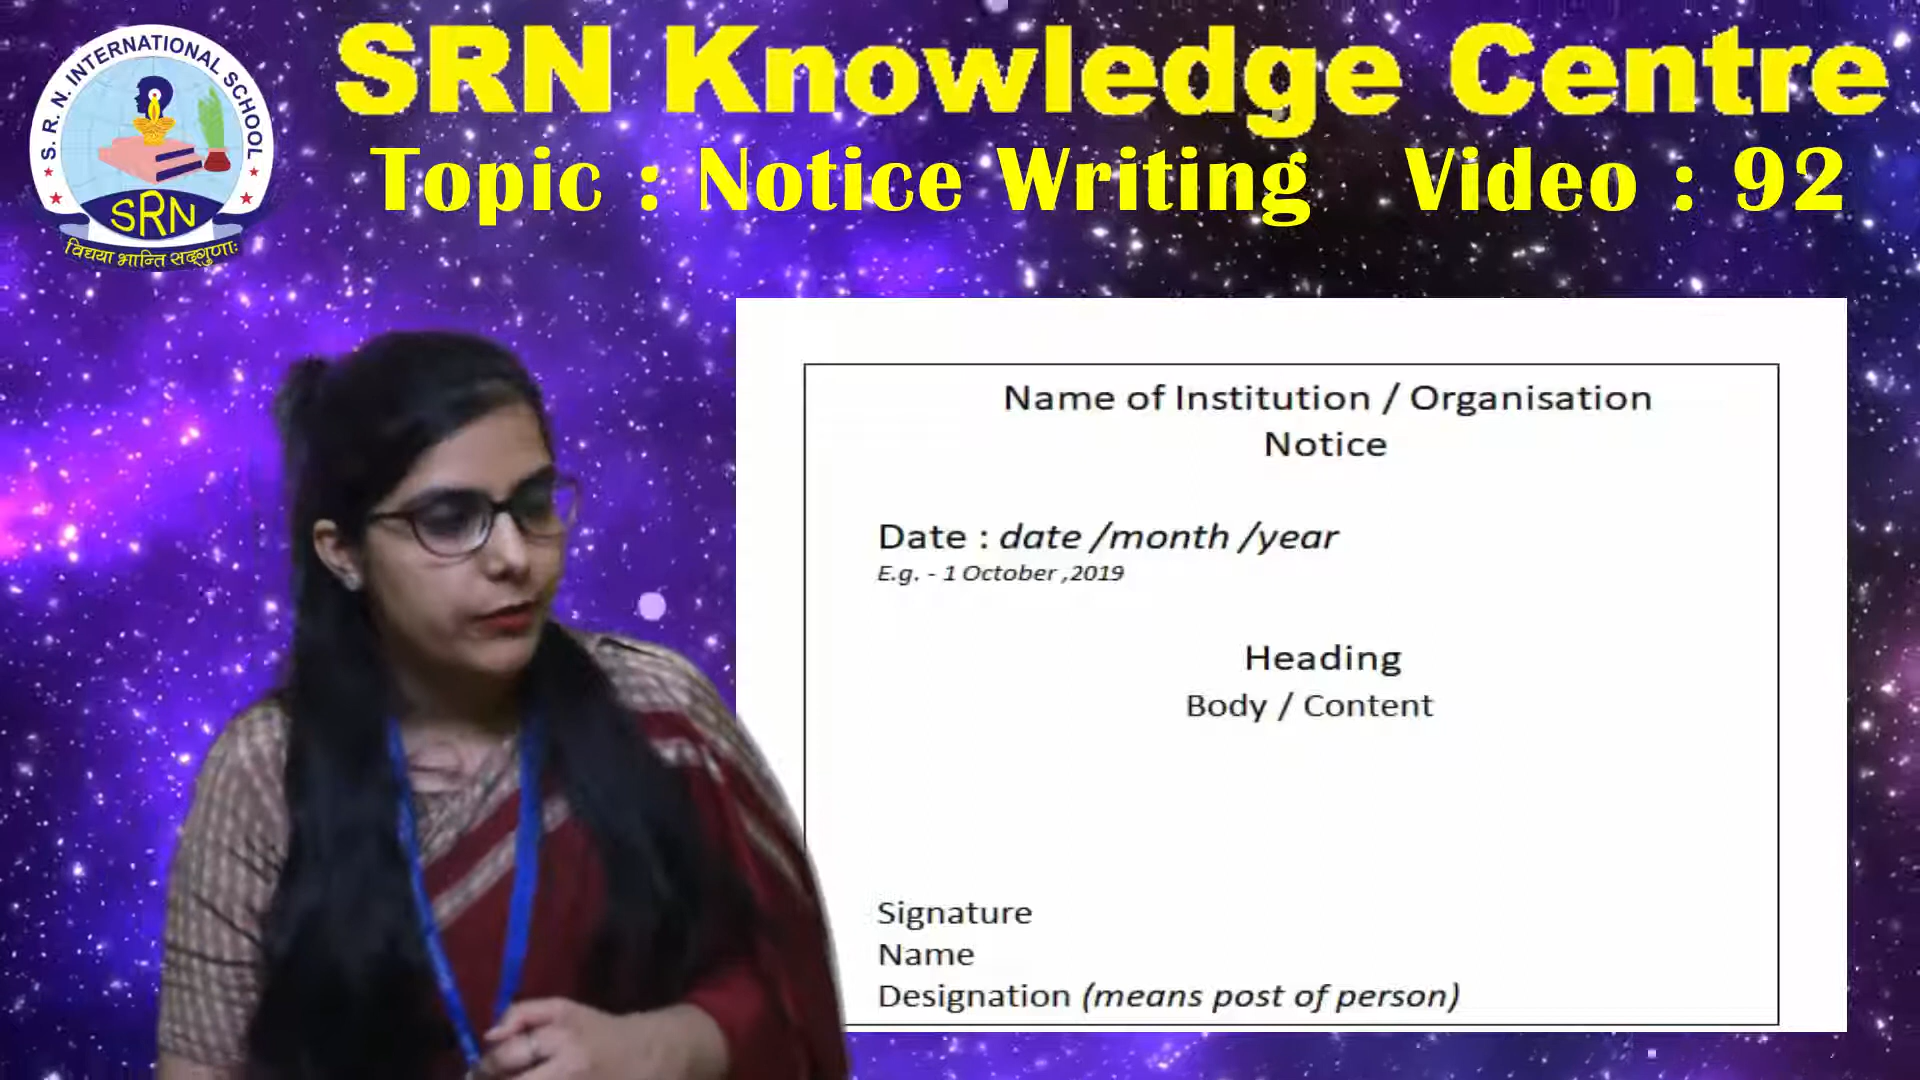 S. R. N. INTERNATIONAL SCHOOL
SRN
विद्यया भान्ति सद्गुणाः
SRN Knowledge Centre
Topic : Notice Writing Video : 92
Name of Institution / Organisation
Notice
Date : date /month /year
E.g. - 1 October ,2019
Heading
Body / Content
Signature
Name
Designation (means post of person)